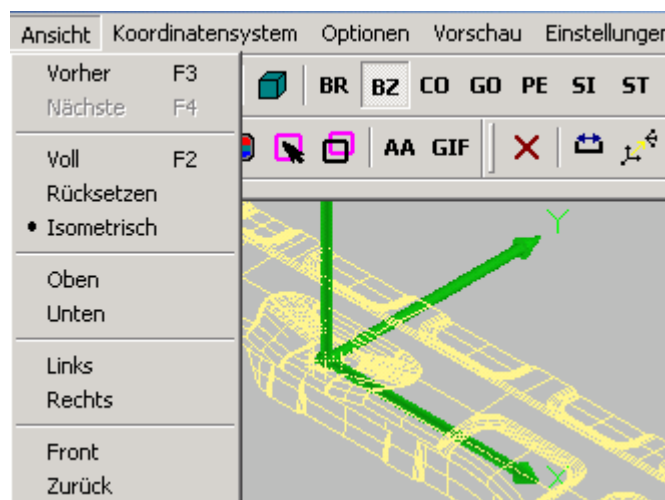 Ansicht Koordinatensystem Optionen Vorschau Einstellungen
Vorher F3
Nächste F4
Voll F2
Rücksetzen
Isometrisch
Oben
Unten
Links
Rechts
Front
Zurück
BR BZ CO GO PE SI ST
AA GIF
Y
X